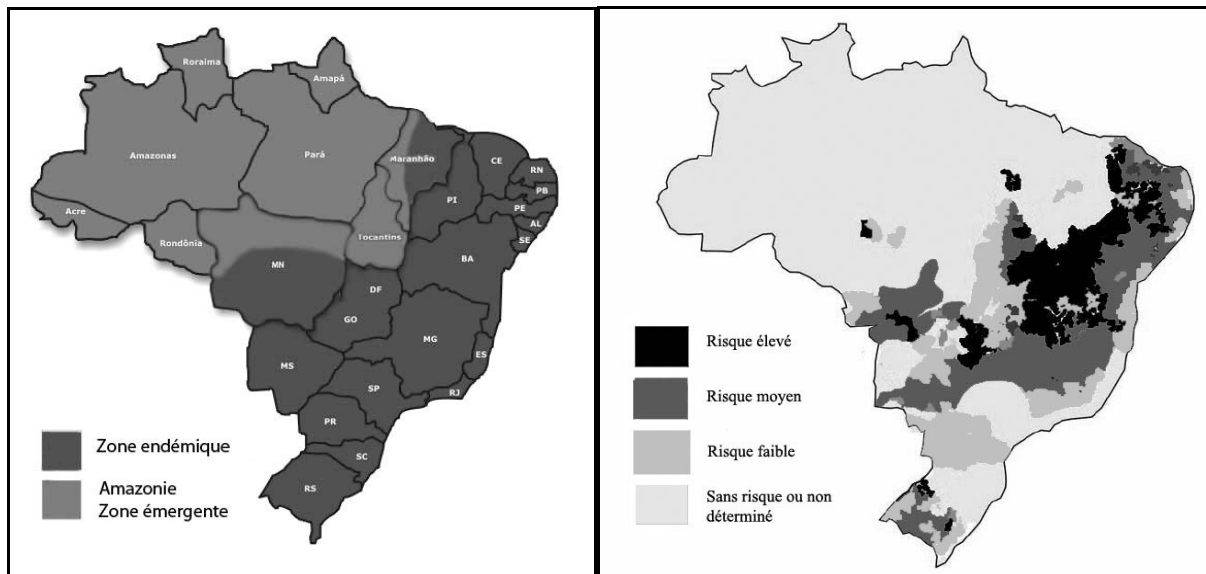 Roraima
Amapá
Amazonas
Pará
Maranhão
CE
RN
PB
PI
PE
AL
SE
Acre
Rondônia
Tocantins
BA
MN
DF
GO
MG
ES
MS
SP
RJ
PR
SC
RS
Zone endémique
Amazonie
Zone émergente
Risque élevé
Risque moyen
Risque faible
Sans risque ou non
déterminé